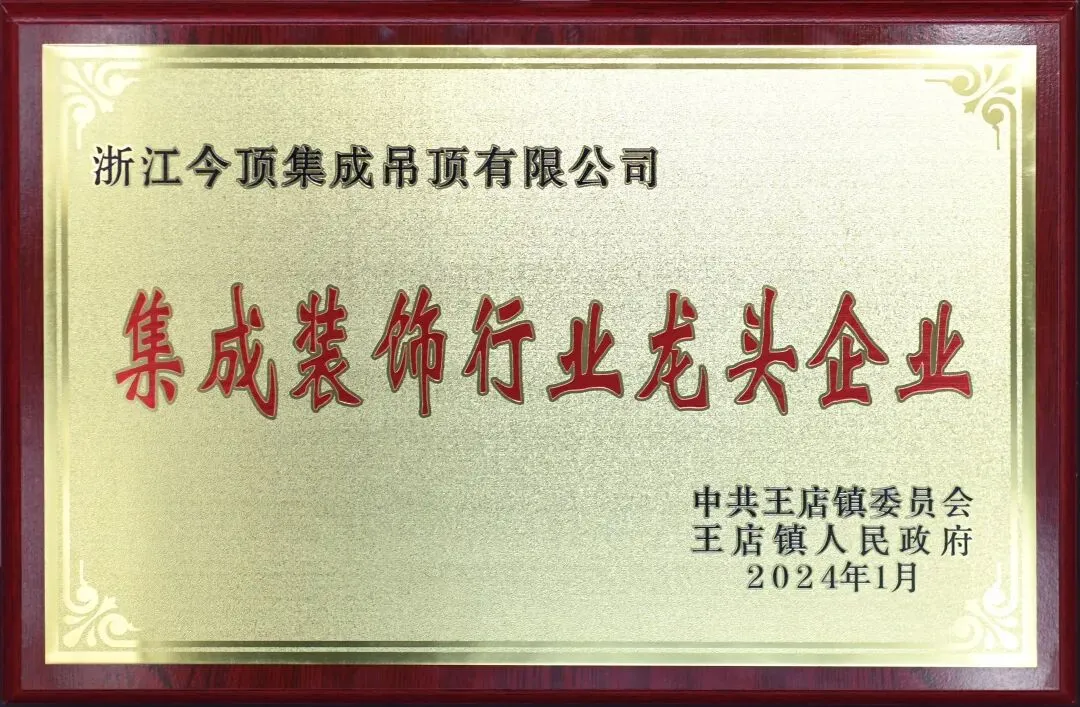 浙江今顶集成吊顶有限公司
集成装饰行业龙头企业
中共王店镇委员会
王店镇人民政府
2024年1月